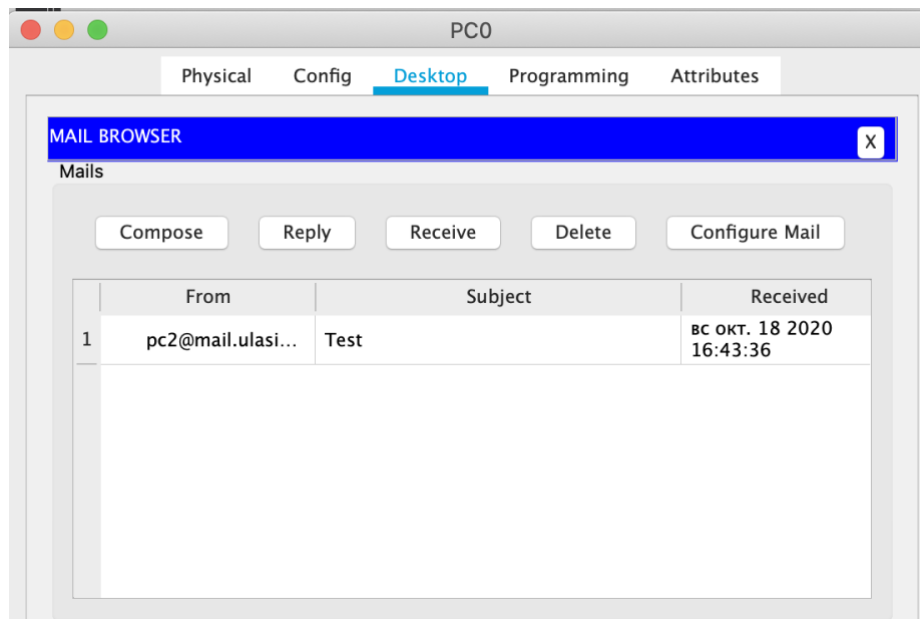 PC0
Physical Config Desktop Programming Attributes
MAIL BROWSER X
Mails
Compose Reply Receive Delete Configure Mail
From Subject Received
1 pc2@mail.ulasi... Test вс окт. 18 2020
16:43:36